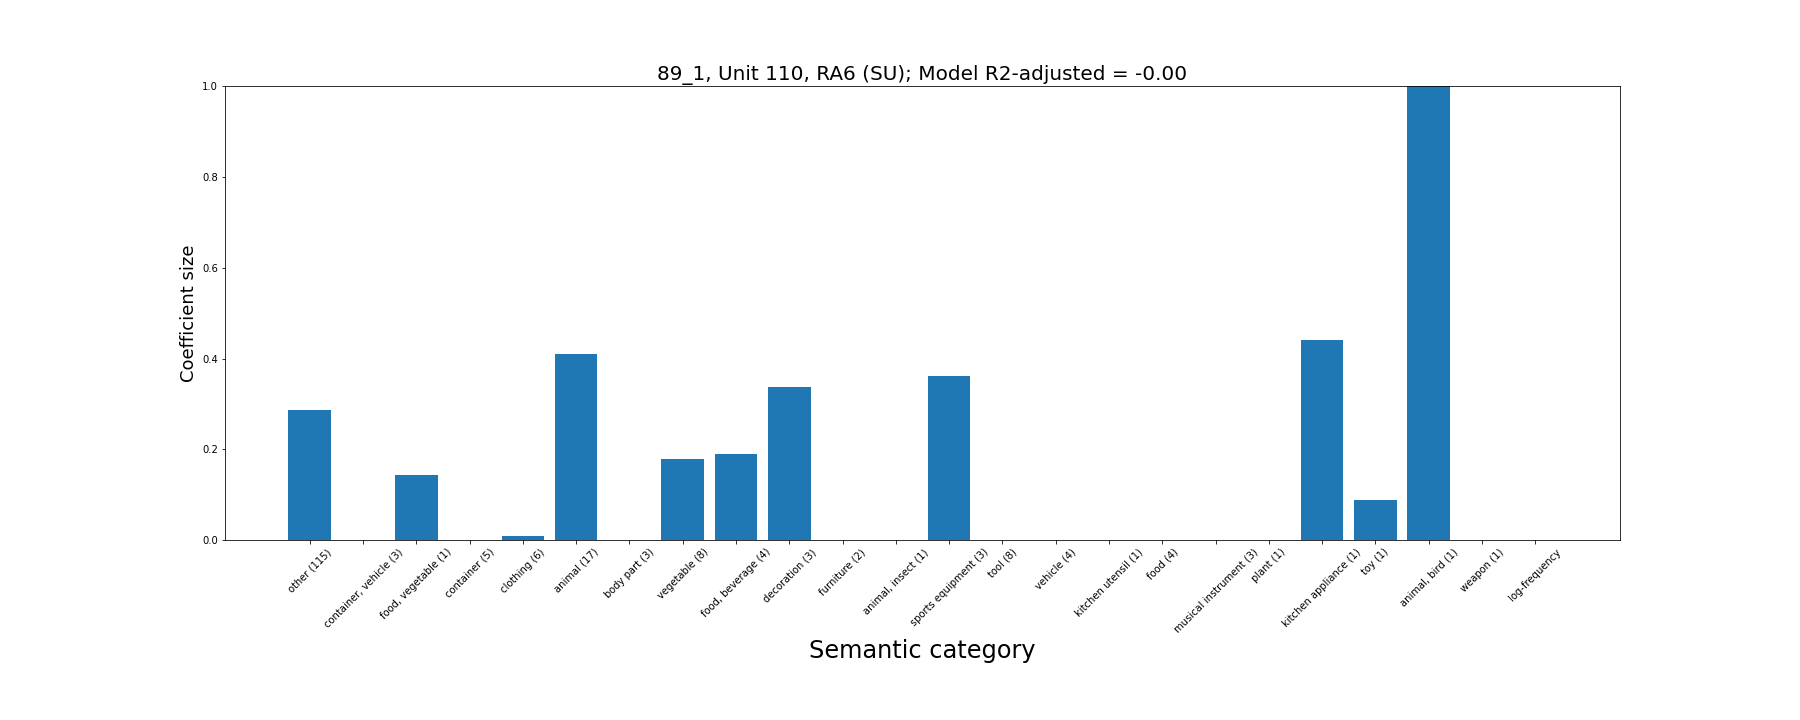 89_1, Unit 110, RA6 (SU); Model R2-adjusted = -0.00
Coefficient size
1.0
0.8
0.6
0.4
0.2
0.0
other (115)
container, vehicle (3)
food, vegetable (1)
container (5)
clothing (6)
animal (17)
body part (3)
vegetable (8)
food, beverage (4)
decoration (3)
furniture (2)
animal, insect (1)
sports equipment (3)
tool (8)
vehicle (4)
kitchen utensil (1)
food (4)
musical instrument (3)
plant (1)
kitchen appliance (1)
toy (1)
animal, bird (1)
weapon (1)
log-frequency
Semantic category